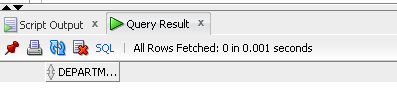 Script Output x Query Result x
SQL | All Rows Fetched: 0 in 0.001 seconds
DEPARTM...